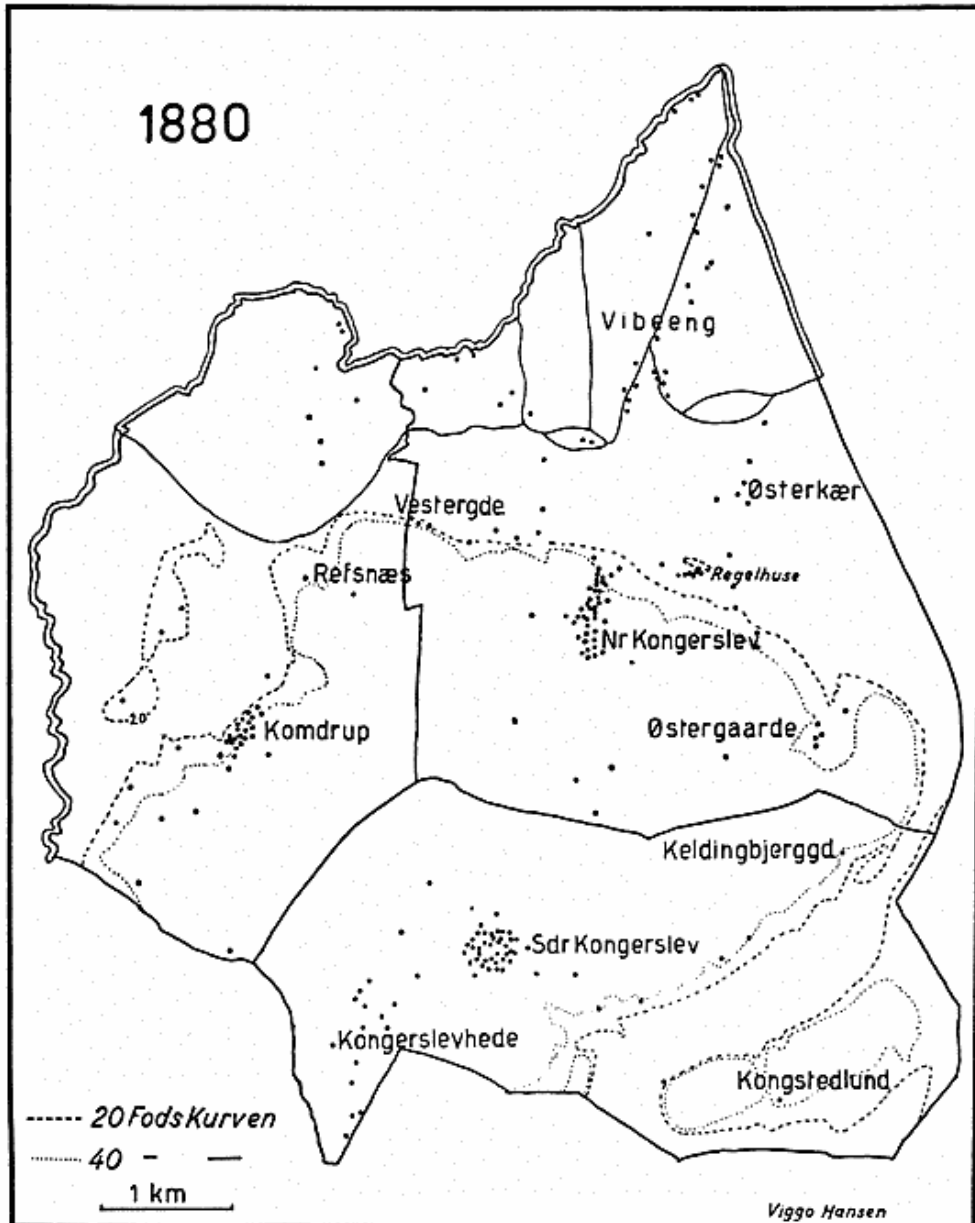 1880
Vibeeng
Østerkær
Vestergde
Refsnæs
Regelhuse
Nr Kongerslev
20'
Komdrup
Østergaarde
Keldingbjerggd.
Sdr Kongerslev
Kongerslevhede
Kongstedlund
20 Fods Kurven
40 - —
1 km
Viggo Hansen